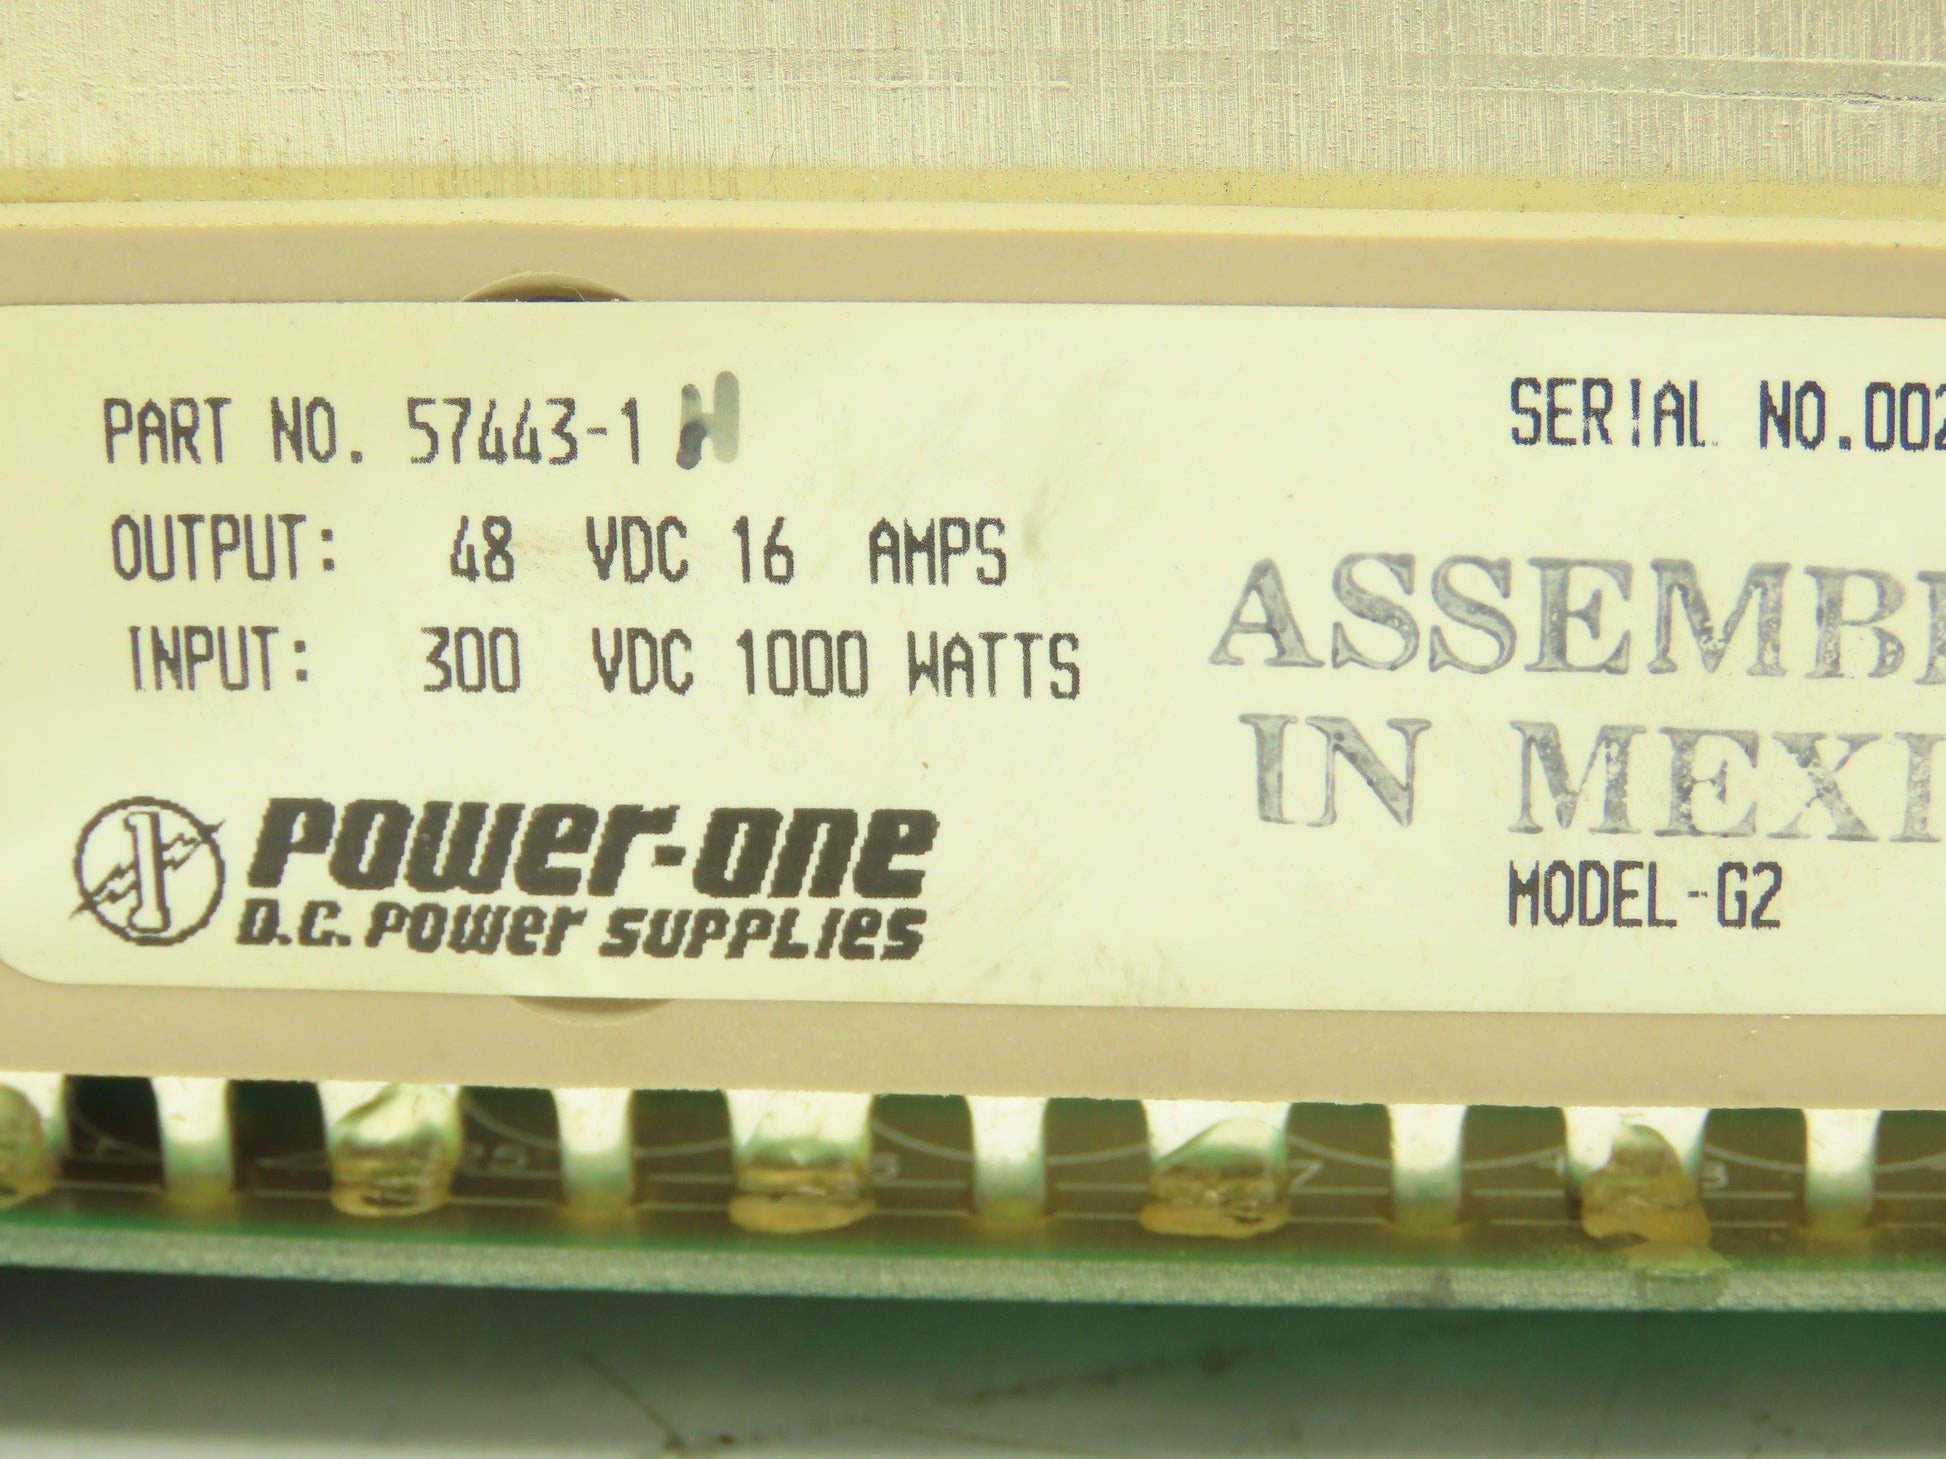 PART NO. 57443-1 H
SERIAL NO.002
OUTPUT: 48 VDC 16 AMPS
INPUT: 300 VDC 1000 WATTS
ASSEMB
IN MEXI
POWER-ONE
D.C. POWER SUPPLIES
MODEL-G2